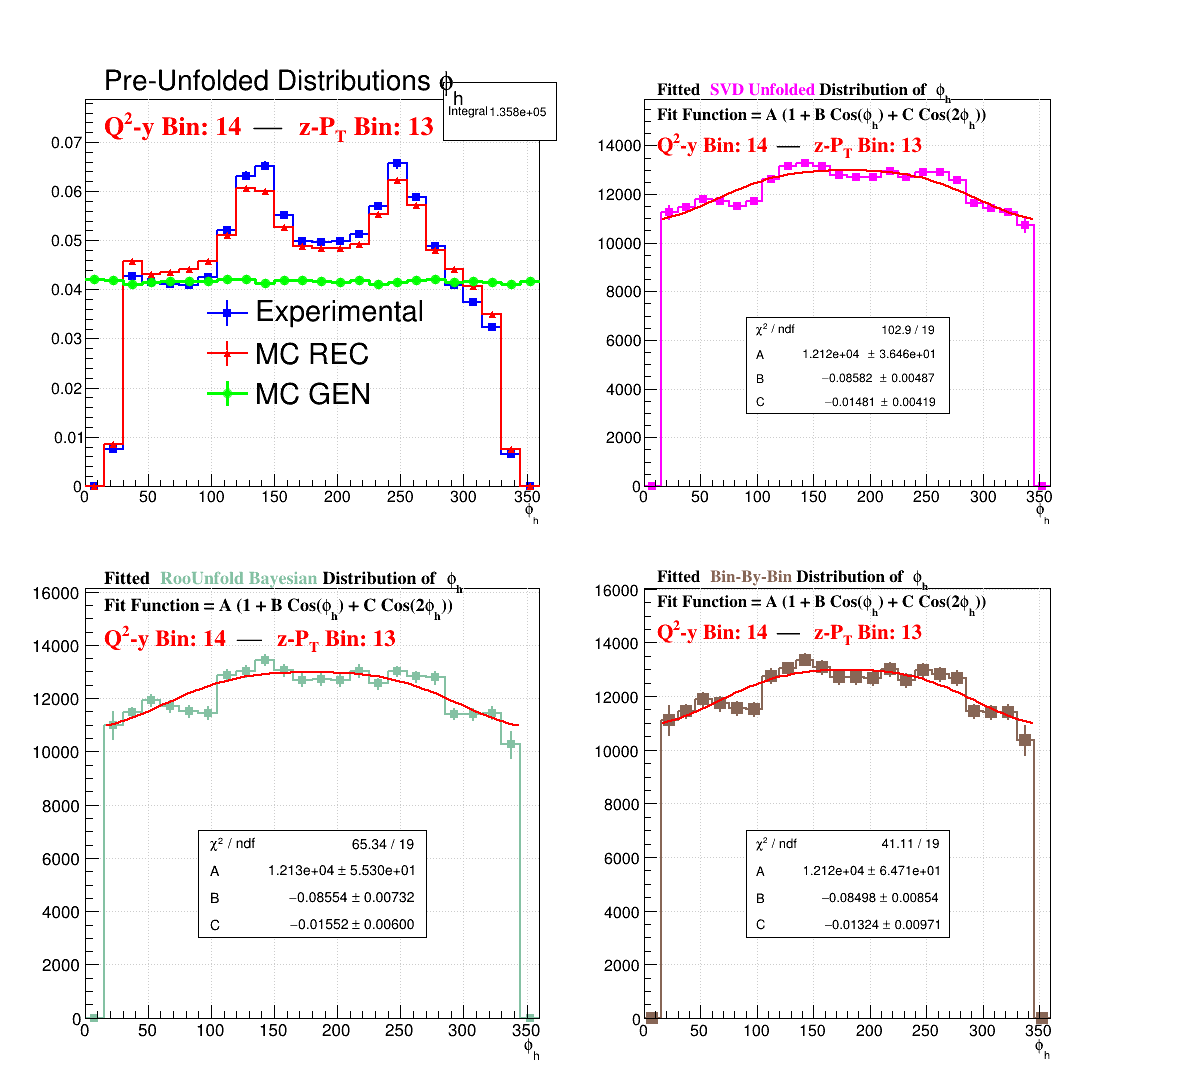 Pre-Unfolded Distributions ϕh
Integral 1.358e+05
Q2-y Bin: 14 — z-PT Bin: 13
0.07
0.06
0.05
0.04
0.03
0.02
0.01
0
Experimental
MC REC
MC GEN
0 50 100 150 200 250 300 350
ϕh
Fitted SVD Unfolded Distribution of ϕh
Fit Function = A (1 + B Cos(ϕh) + C Cos(2ϕh))
Q2-y Bin: 14 — z-PT Bin: 13
14000
12000
10000
8000
6000
4000
2000
0
χ2 / ndf 102.9 / 19
A 1.212e+04 ± 3.646e+01
B −0.08582 ± 0.00487
C −0.01481 ± 0.00419
0 50 100 150 200 250 300 350
ϕh
Fitted RooUnfold Bayesian Distribution of ϕh
Fit Function = A (1 + B Cos(ϕh) + C Cos(2ϕh))
Q2-y Bin: 14 — z-PT Bin: 13
16000
14000
12000
10000
8000
6000
4000
2000
0
χ2 / ndf 65.34 / 19
A 1.213e+04 ± 5.530e+01
B −0.08554 ± 0.00732
C −0.01552 ± 0.00600
0 50 100 150 200 250 300 350
ϕh
Fitted Bin-By-Bin Distribution of ϕh
Fit Function = A (1 + B Cos(ϕh) + C Cos(2ϕh))
Q2-y Bin: 14 — z-PT Bin: 13
16000
14000
12000
10000
8000
6000
4000
2000
0
χ2 / ndf 41.11 / 19
A 1.212e+04 ± 6.471e+01
B −0.08498 ± 0.00854
C −0.01324 ± 0.00971
0 50 100 150 200 250 300 350
ϕh